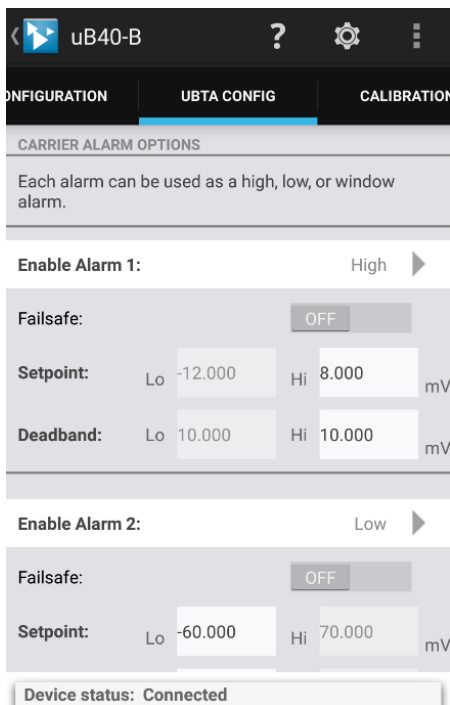 uB40-B ?
ONFIGURATION UBTA CONFIG CALIBRATION
CARRIER ALARM OPTIONS
Each alarm can be used as a high, low, or window
alarm.
Enable Alarm 1: High
Failsafe: OFF
Setpoint: Lo -12.000 Hi 8.000 mV
Deadband: Lo 10.000 Hi 10.000 mV
Enable Alarm 2: Low
Failsafe: OFF
Setpoint: Lo -60.000 Hi 70.000 mV
Device status: Connected